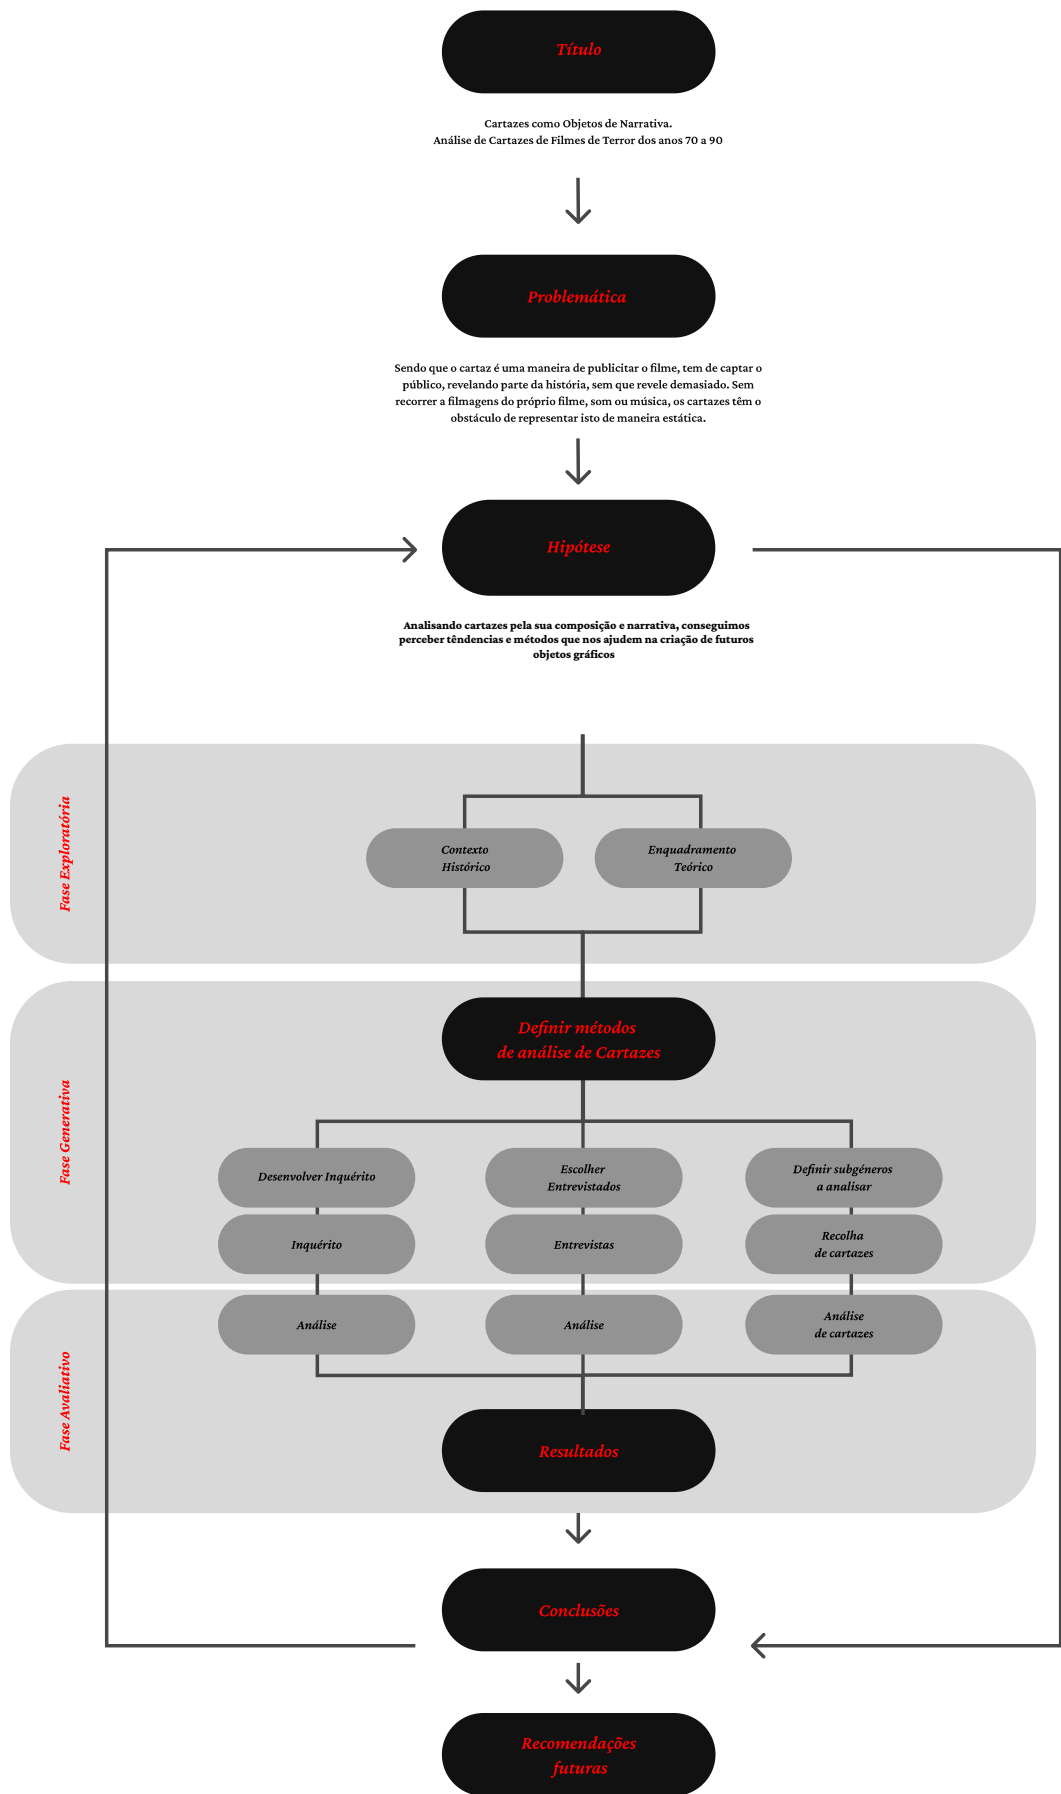 Título
Cartazes como Objetos de Narrativa.
Análise de Cartazes de Filmes de Terror dos anos 70 a 90
Problemática
Sendo que o cartaz é uma maneira de publicitar o filme, tem de captar o
público, revelando parte da história, sem que revele demasiado. Sem
recorrer a filmagens do próprio filme, som ou música, os cartazes têm o
obstáculo de representar isto de maneira estática.
Hipótese
Analisando cartazes pela sua composição e narrativa, conseguimos
perceber têndencias e métodos que nos ajudem na criação de futuros
objetos gráficos
Fase Exploratória
Contexto
Histórico
Enquadramento
Teórico
Fase Generativa
Definir métodos
de análise de Cartazes
Desenvolver Inquérito
Escolher
Entrevistados
Definir subgéneros
a analisar
Inquérito
Entrevistas
Recolha
de cartazes
Fase Avaliativo
Análise
Análise
Análise
de cartazes
Resultados
Conclusões
Recomendações
futuras